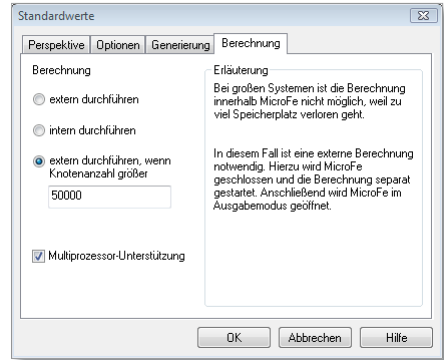 Standardwerte
Perspektive Optionen Generierung Berechnung
Berechnung
extern durchführen
intern durchführen
extern durchführen, wenn
Knotenanzahl größer
50000
Multiprozessor-Unterstützung
Erläuterung
Bei großen Systemen ist die Berechnung
innerhalb MicroFe nicht möglich, weil zu
viel Speicherplatz verloren geht.
In diesem Fall ist eine externe Berechnung
notwendig. Hierzu wird MicroFe
geschlossen und die Berechnung separat
gestartet. Anschließend wird MicroFe im
Ausgabemodus geöffnet.
OK Abbrechen Hilfe